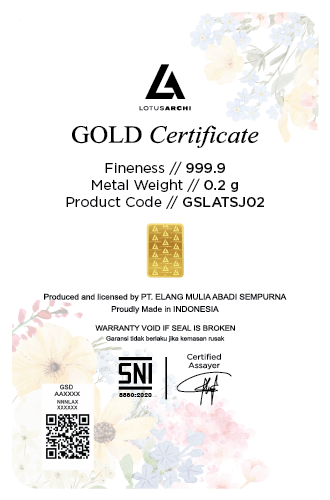 LOTUSARCHI
GOLD Certificate
Fineness // 999.9
Metal Weight // 0.2 g
Product Code // GSLATSJ02
Produced and licensed by PT. ELANG MULIA ABADI SEMPURNA
Proudly Made in INDONESIA
WARRANTY VOID IF SEAL IS BROKEN
Garansi tidak berlaku jika kemasan rusak
SNI
8880:2020
Certified
Assayer
GSD
AAXXXX
NNNLAX
XXXXXX